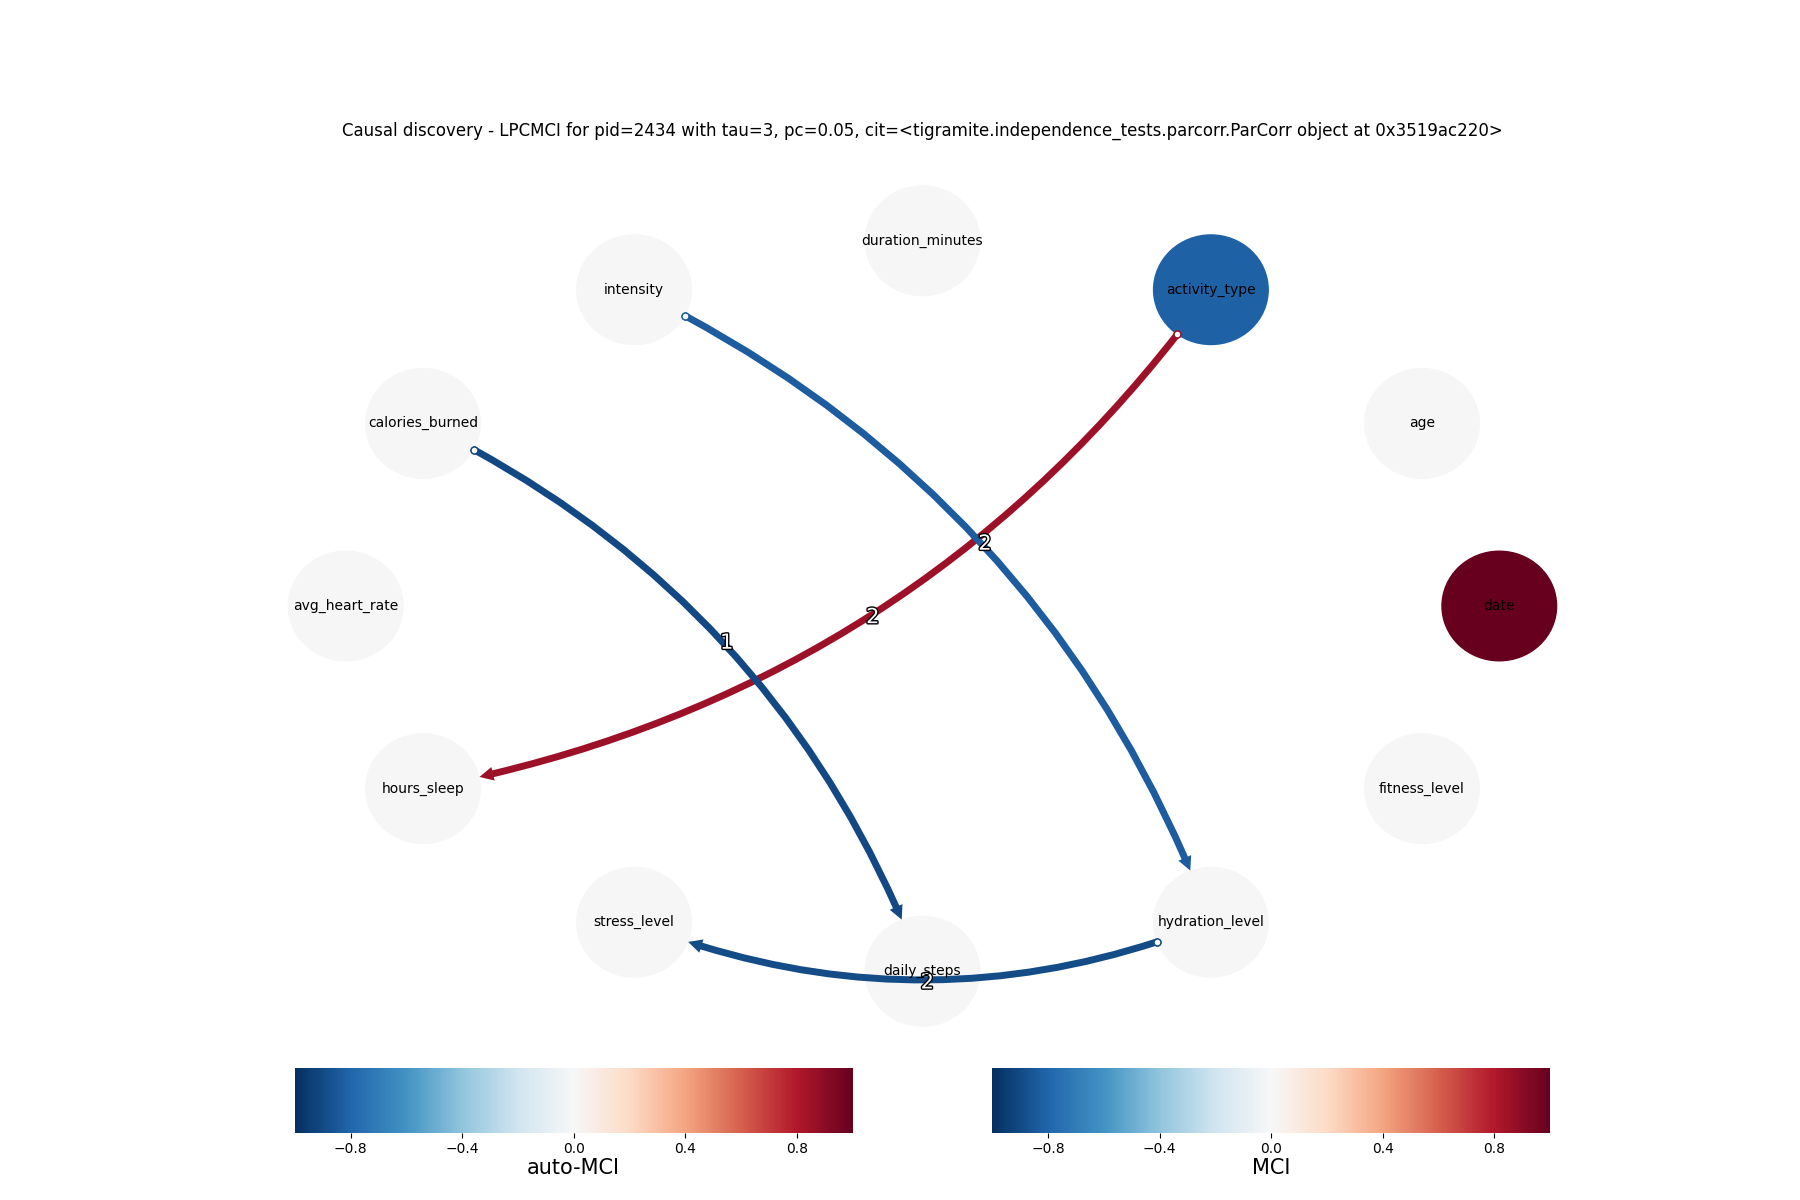 Causal discovery - LPCMCI for pid=2434 with tau=3, pc=0.05, cit=<tigramite.independence_tests.parcorr.ParCorr object at 0x3519ac220>
duration_minutes
intensity
activity_type
calories_burned
age
2
avg_heart_rate
date
2
1
hours_sleep
fitness_level
stress_level
hydration_level
daily_steps
2
−0.8 −0.4 0.0 0.4 0.8
auto-MCI
−0.8 −0.4 0.0 0.4 0.8
MCI